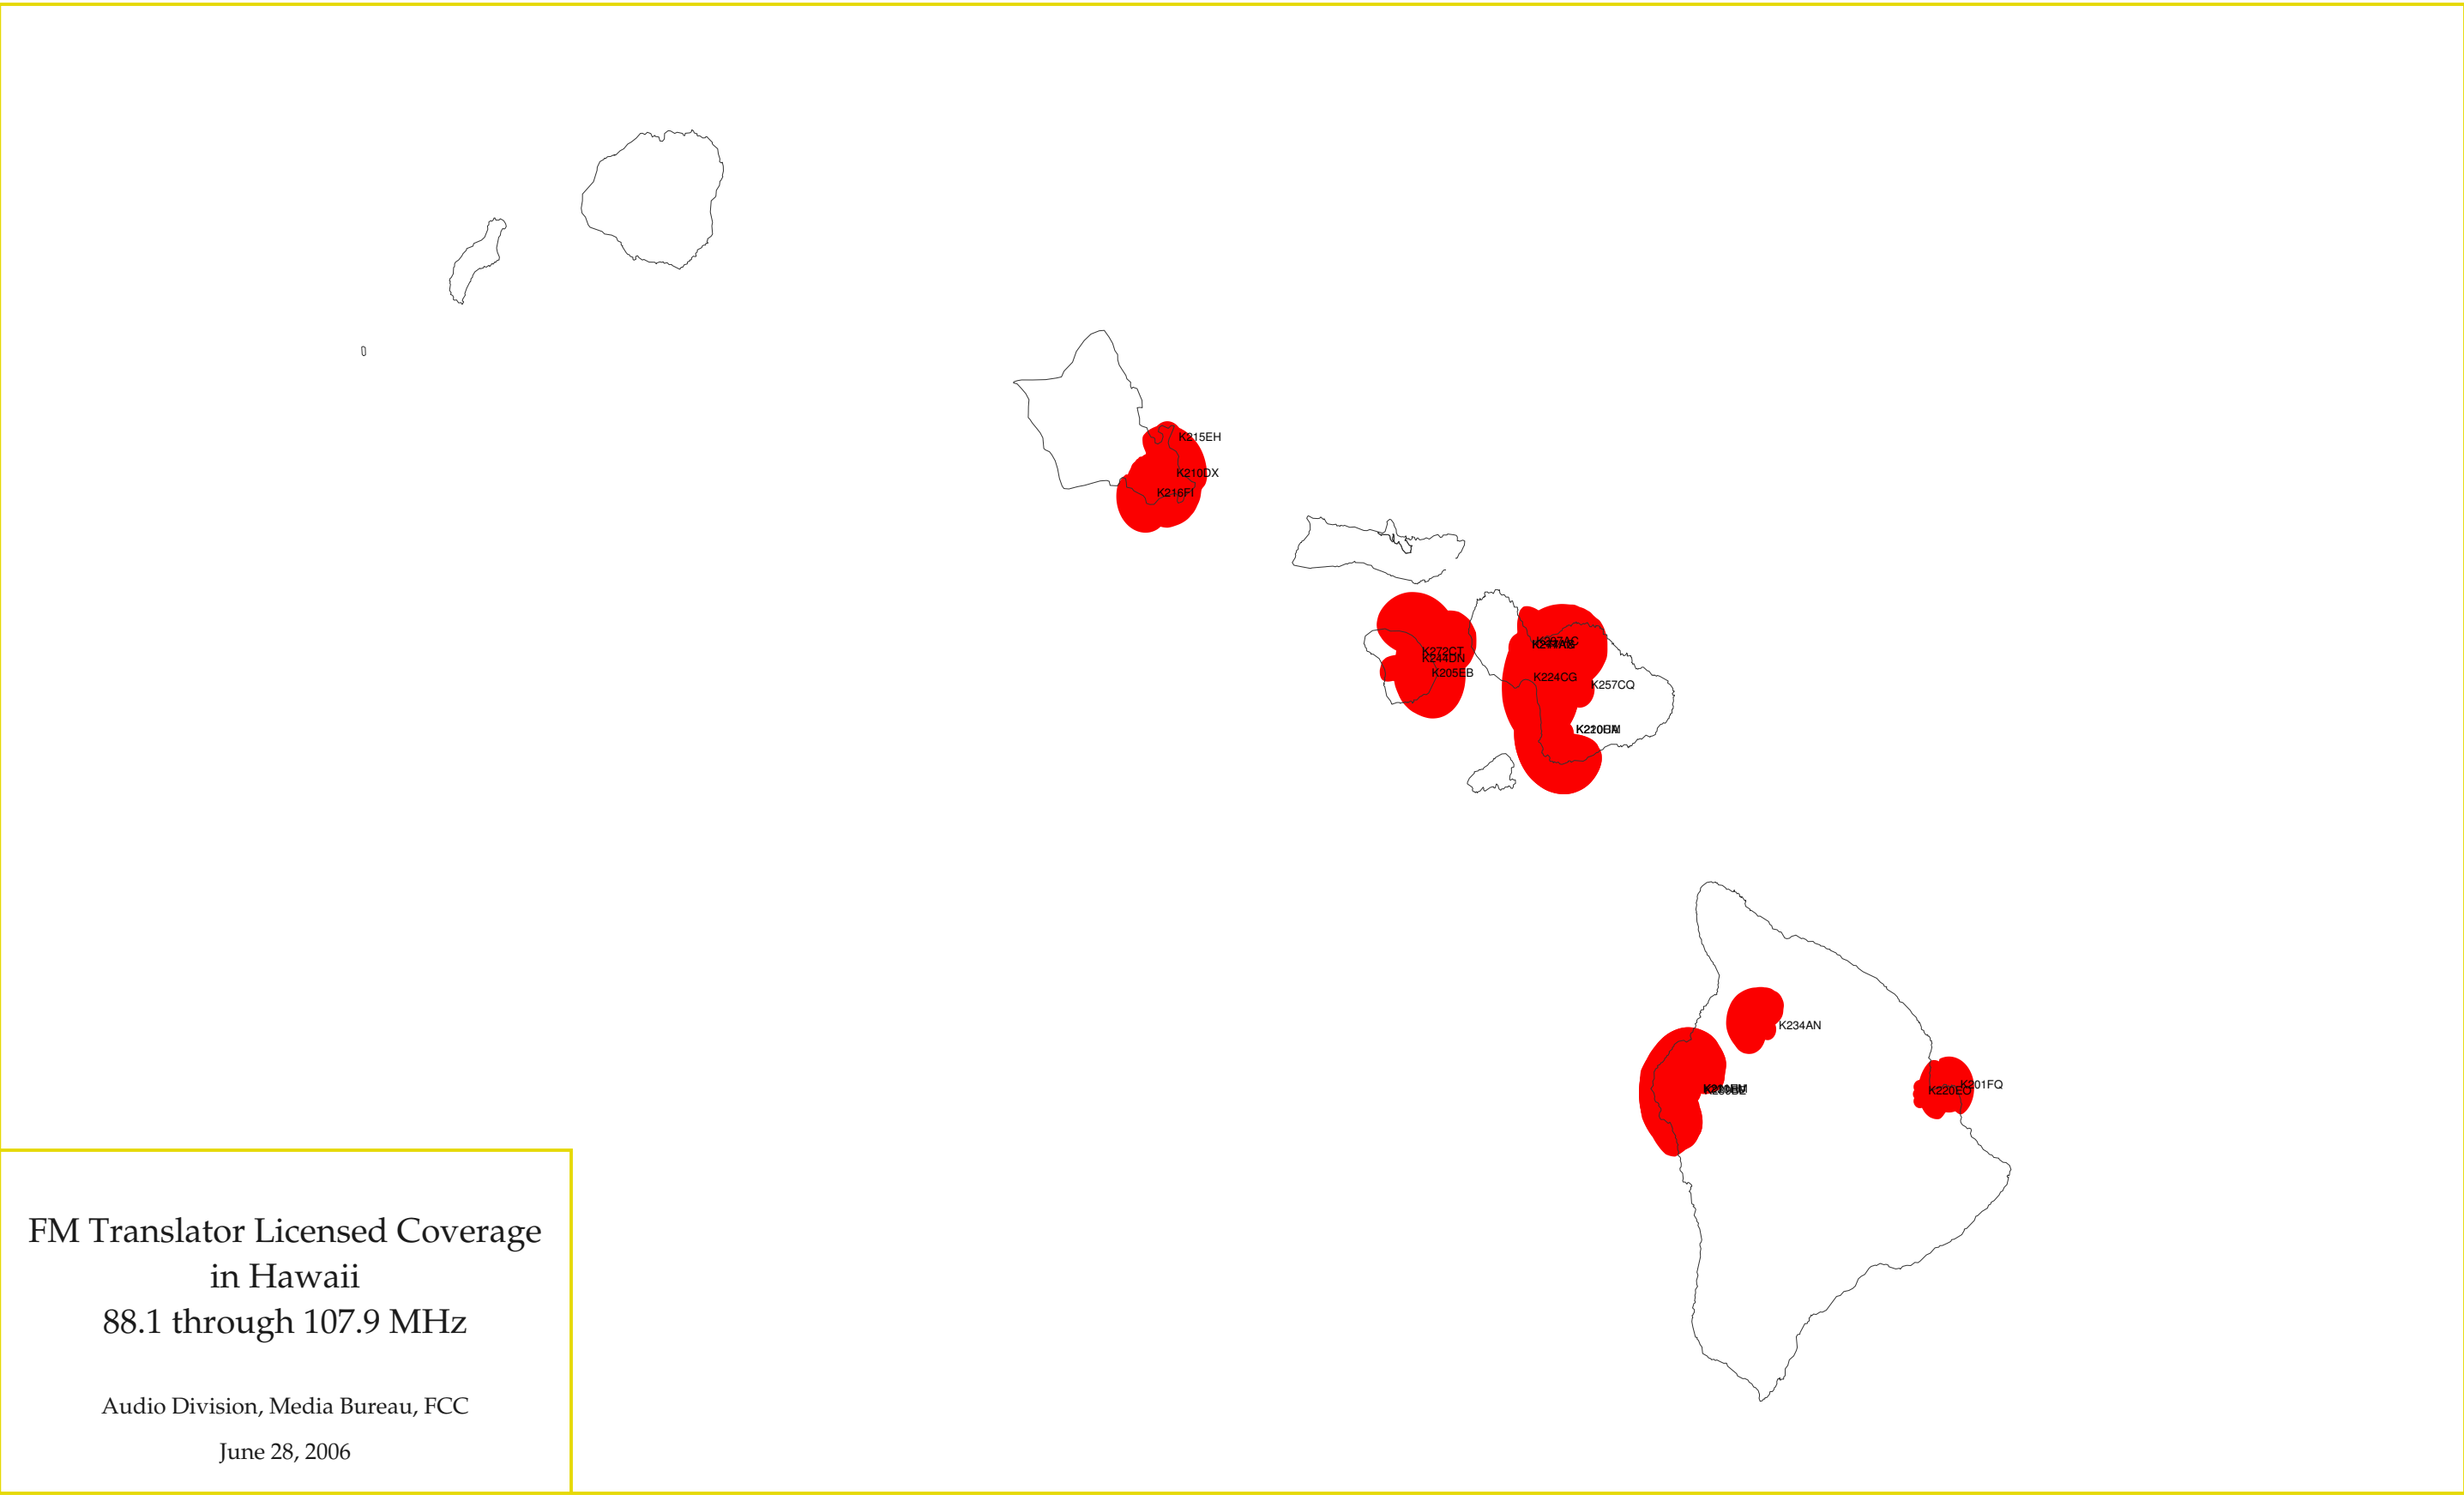 K215EH
K210DX
K216FI
K272CT
K244DN
K205EB
K224CG
K257CQ
K234AN
K201FQ
K220EO
FM Translator Licensed Coverage
in Hawaii
88.1 through 107.9 MHz
Audio Division, Media Bureau, FCC
June 28, 2006